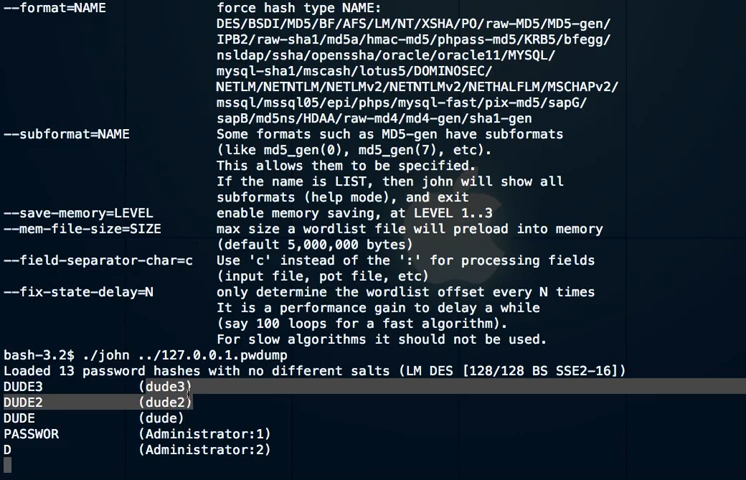 --format=NAME force hash type NAME:
DES/BSDI/MD5/BF/AFS/LM/NT/XSHA/PO/raw-MD5/MD5-gen/
IPB2/raw-sha1/md5a/hmac-md5/phpass-md5/KRB5/bfegg/
nsldap/ssha/openssha/oracle/oracle11/MYSQL/
mysql-sha1/mscash/lotus5/DOMINOSEC/
NETLM/NETNTLM/NETLMv2/NETNTLMv2/NETHALFLM/MSCHAPv2/
mssql/mssql05/epi/phps/mysql-fast/pix-md5/sapG/
sapB/md5ns/HDAA/raw-md4/md4-gen/sha1-gen
--subformat=NAME Some formats such as MD5-gen have subformats
(like md5_gen(0), md5_gen(7), etc).
This allows them to be specified.
If the name is LIST, then john will show all
subformats (help mode), and exit
--save-memory=LEVEL enable memory saving, at LEVEL 1..3
--mem-file-size=SIZE max size a wordlist file will preload into memory
(default 5,000,000 bytes)
--field-separator-char=c Use 'c' instead of the ':' for processing fields
(input file, pot file, etc)
--fix-state-delay=N only determine the wordlist offset every N times
It is a performance gain to delay a while
(say 100 loops for a fast algorithm).
For slow algorithms it should not be used.
bash-3.2$ ./john ../127.0.0.1.pwdump
Loaded 13 password hashes with no different salts (LM DES [128/128 BS SSE2-16])
DUDE3 (dude3)
DUDE2 (dude2)
DUDE (dude)
PASSWOR (Administrator:1)
D (Administrator:2)